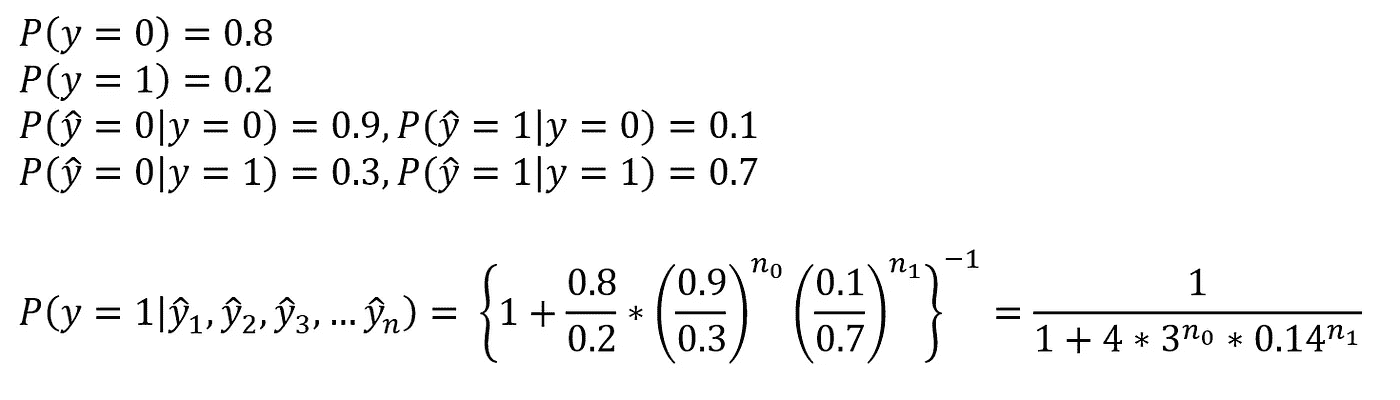 P(y = 0) = 0.8
P(y = 1) = 0.2
P(ŷ = 0|y = 0) = 0.9, P(ŷ = 1|y = 0) = 0.1
P(ŷ = 0|y = 1) = 0.3, P(ŷ = 1|y = 1) = 0.7
P(y = 1|ŷ₁, ŷ₂, ŷ₃, … ŷₙ) = {1 + 0.8/0.2 * (0.9/0.3)^n₀ (0.1/0.7)^n₁}^−1 = 1/(1 + 4 * 3^n₀ * 0.14^n₁)